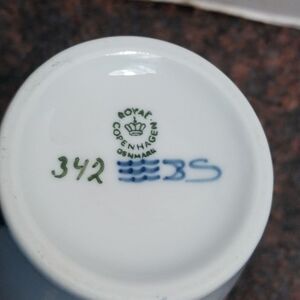 ROYAL
COPENHAGEN
DENMARK
342 BS